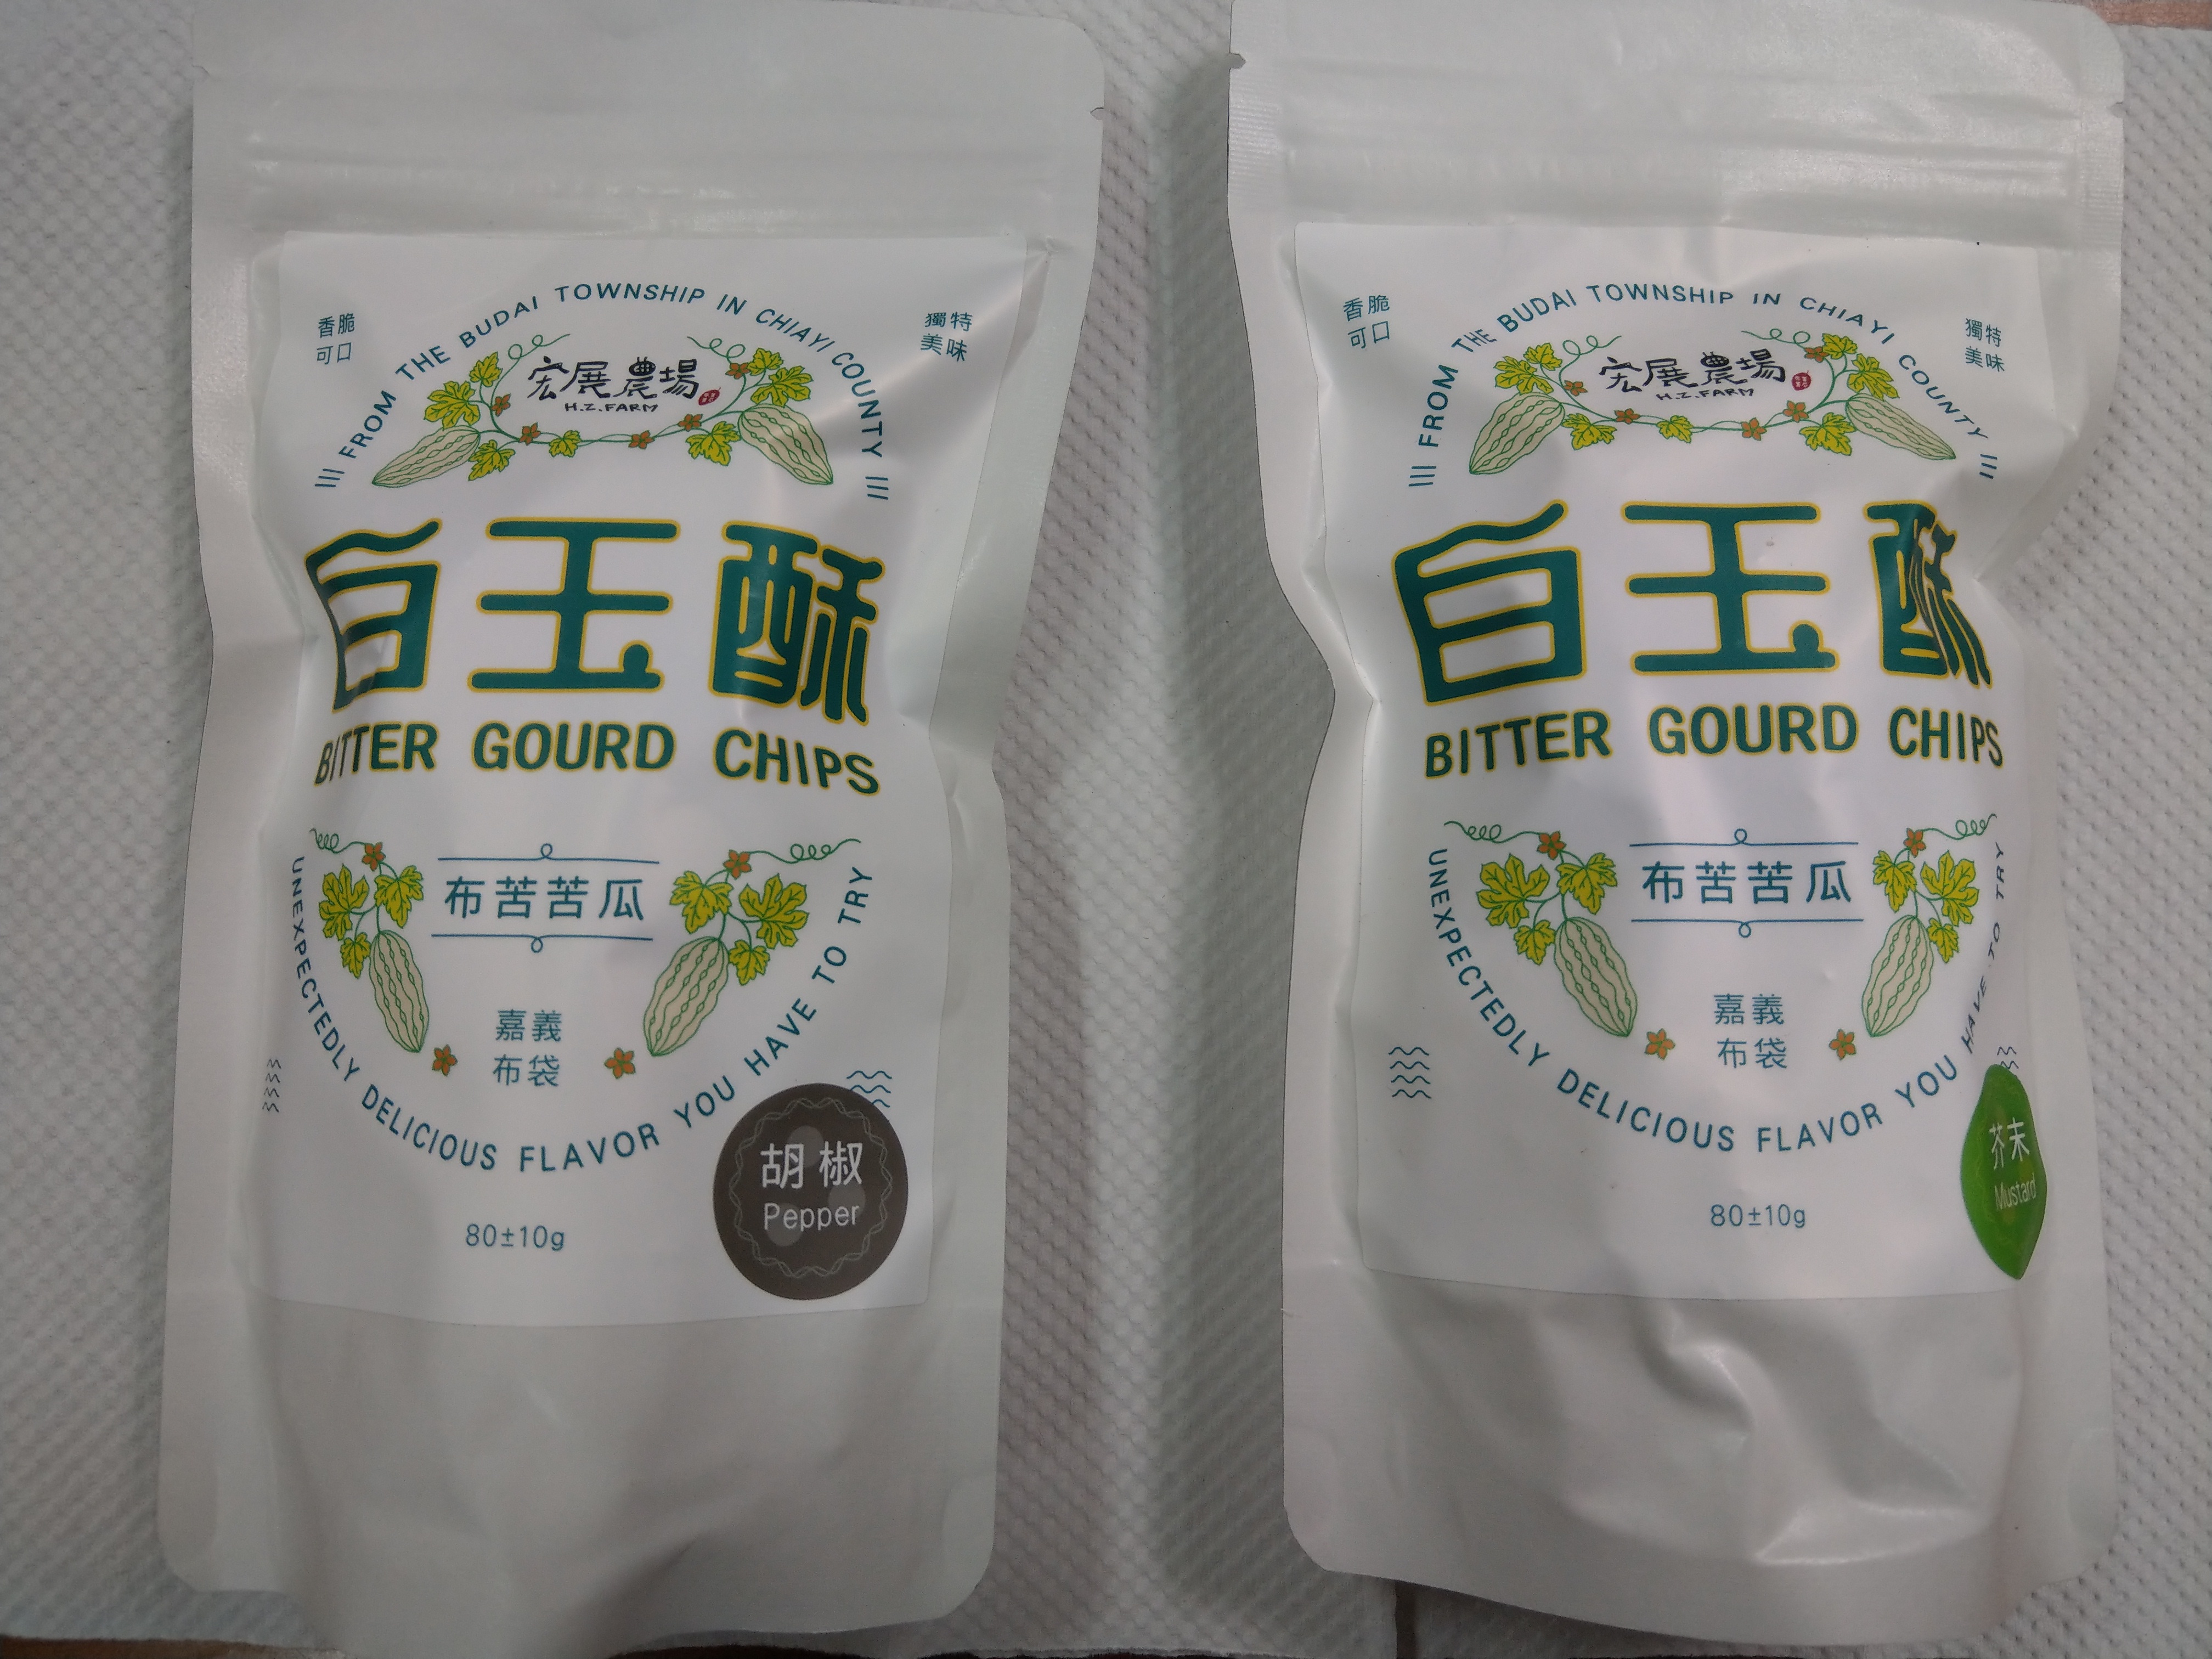 香脆
可口
FROM THE BUDAI TOWNSHIP IN CHIAYI COUNTY
獨特
美味
宏展農場
H.Z.FARM
白玉酥
BITTER GOURD CHIPS
布苦苦瓜
嘉義
布袋
UNEXPECTEDLY DELICIOUS FLAVOR YOU HAVE TO TRY
胡椒
Pepper
80±10g
香脆
可口
FROM THE BUDAI TOWNSHIP IN CHIAYI COUNTY
獨特
美味
宏展農場
H.Z.FARM
白玉酥
BITTER GOURD CHIPS
布苦苦瓜
嘉義
布袋
UNEXPECTEDLY DELICIOUS FLAVOR YOU HAVE TO TRY
芥末
Mustard
80±10g